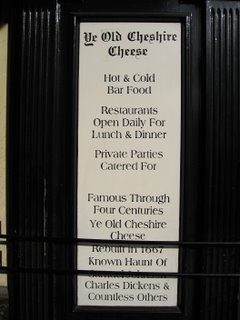 Ye Old Cheshire
Cheese
Hot & Cold
Bar Food
Restaurants
Open Daily For
Lunch & Dinner
Private Parties
Catered For
Famous Through
Four Centuries
Ye Old Cheshire
Cheese
Rebuilt in 1667
Known Haunt Of
Charles Dickens &
Countless Others